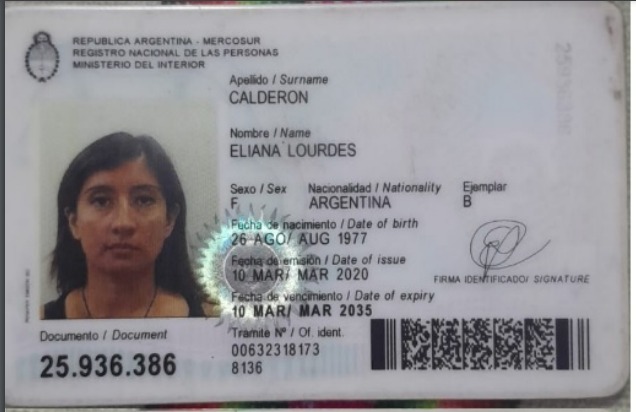 REPUBLICA ARGENTINA - MERCOSUR
REGISTRO NACIONAL DE LAS PERSONAS
MINISTERIO DEL INTERIOR
Apellido / Surname
CALDERON
Nombre / Name
ELIANA LOURDES
Sexo / Sex Nacionalidad / Nationality Ejemplar
F ARGENTINA B
Fecha de nacimiento / Date of birth
26 AGO/ AUG 1977
Fecha de emisión / Date of issue
10 MAR/ MAR 2020
FIRMA IDENTIFICADO/ SIGNATURE
Fecha de vencimiento / Date of expiry
10 MAR/ MAR 2035
Documento / Document
25.936.386
Tramite Nº / Of. ident.
00632318173
8136